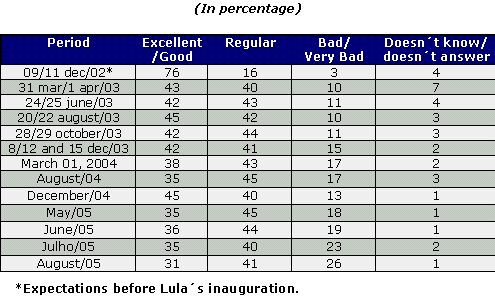 (In percentage)
Period Excellent /Good Regular Bad/ Very Bad Doesn´t know/ doesn´t answer
09/11 dec/02* 76 16 3 4
31 mar/1 apr/03 43 40 10 7
24/25 june/03 42 43 11 4
20/22 august/03 45 42 10 3
28/29 october/03 42 44 11 3
8/12 and 15 dec/03 42 41 15 2
March 01, 2004 38 43 17 2
August/04 35 45 17 3
December/04 45 40 13 1
May/05 35 45 18 1
June/05 36 44 19 1
Julho/05 35 40 23 2
August/05 31 41 26 1
*Expectations before Lula´s inauguration.